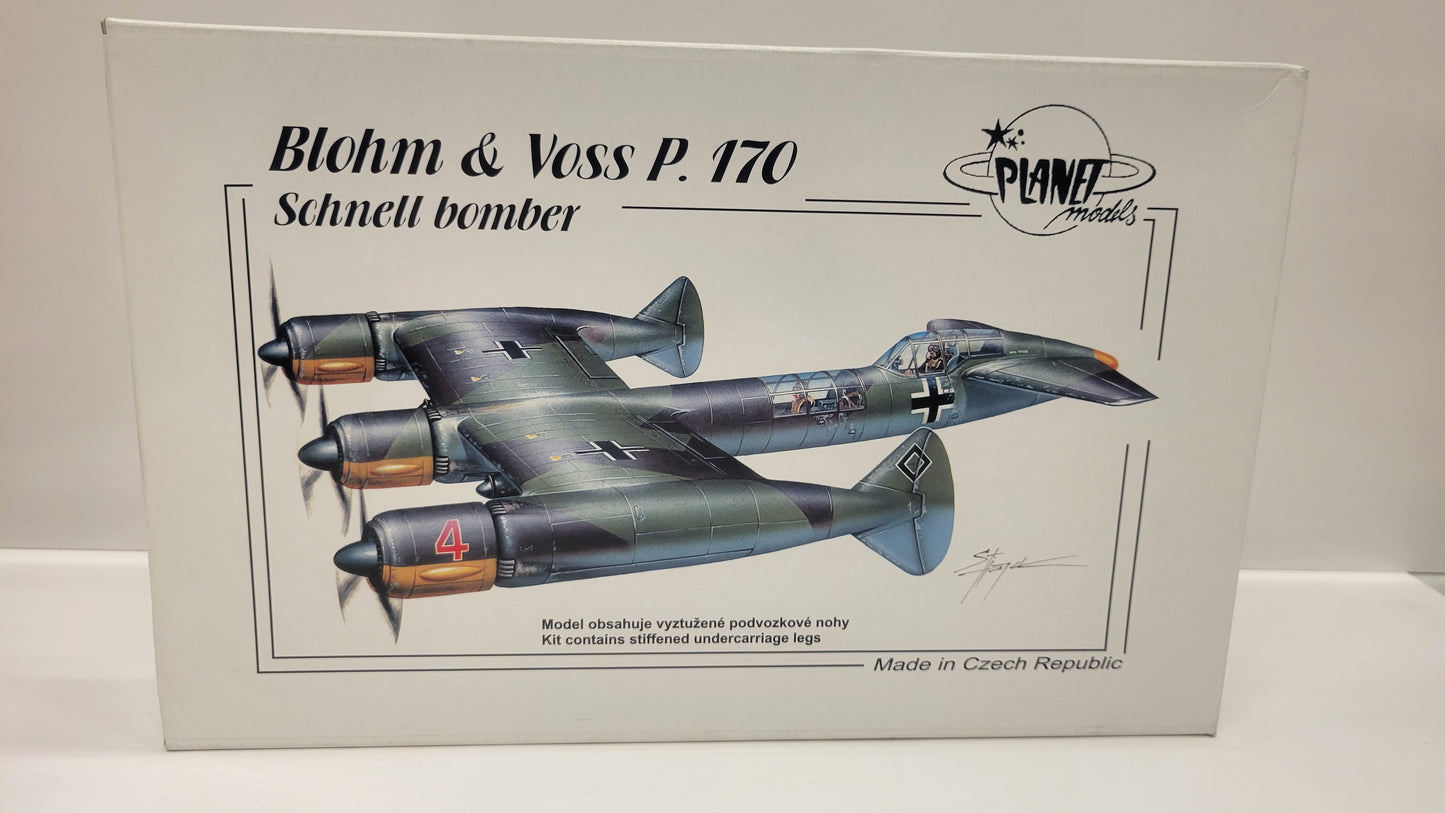 Blohm & Voss P. 170
Schnell bomber
PLANET
models
4
Model obsahuje vyztužené podvozkové nohy
Kit contains stiffened undercarriage legs
Made in Czech Republic